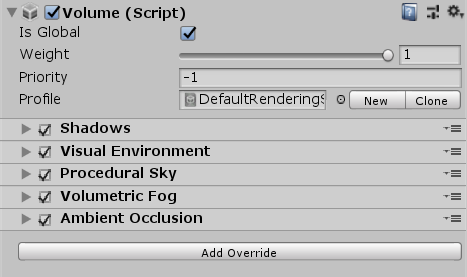 Volume (Script)
Is Global
Weight 1
Priority -1
Profile DefaultRenderingS New Clone
Shadows
Visual Environment
Procedural Sky
Volumetric Fog
Ambient Occlusion
Add Override